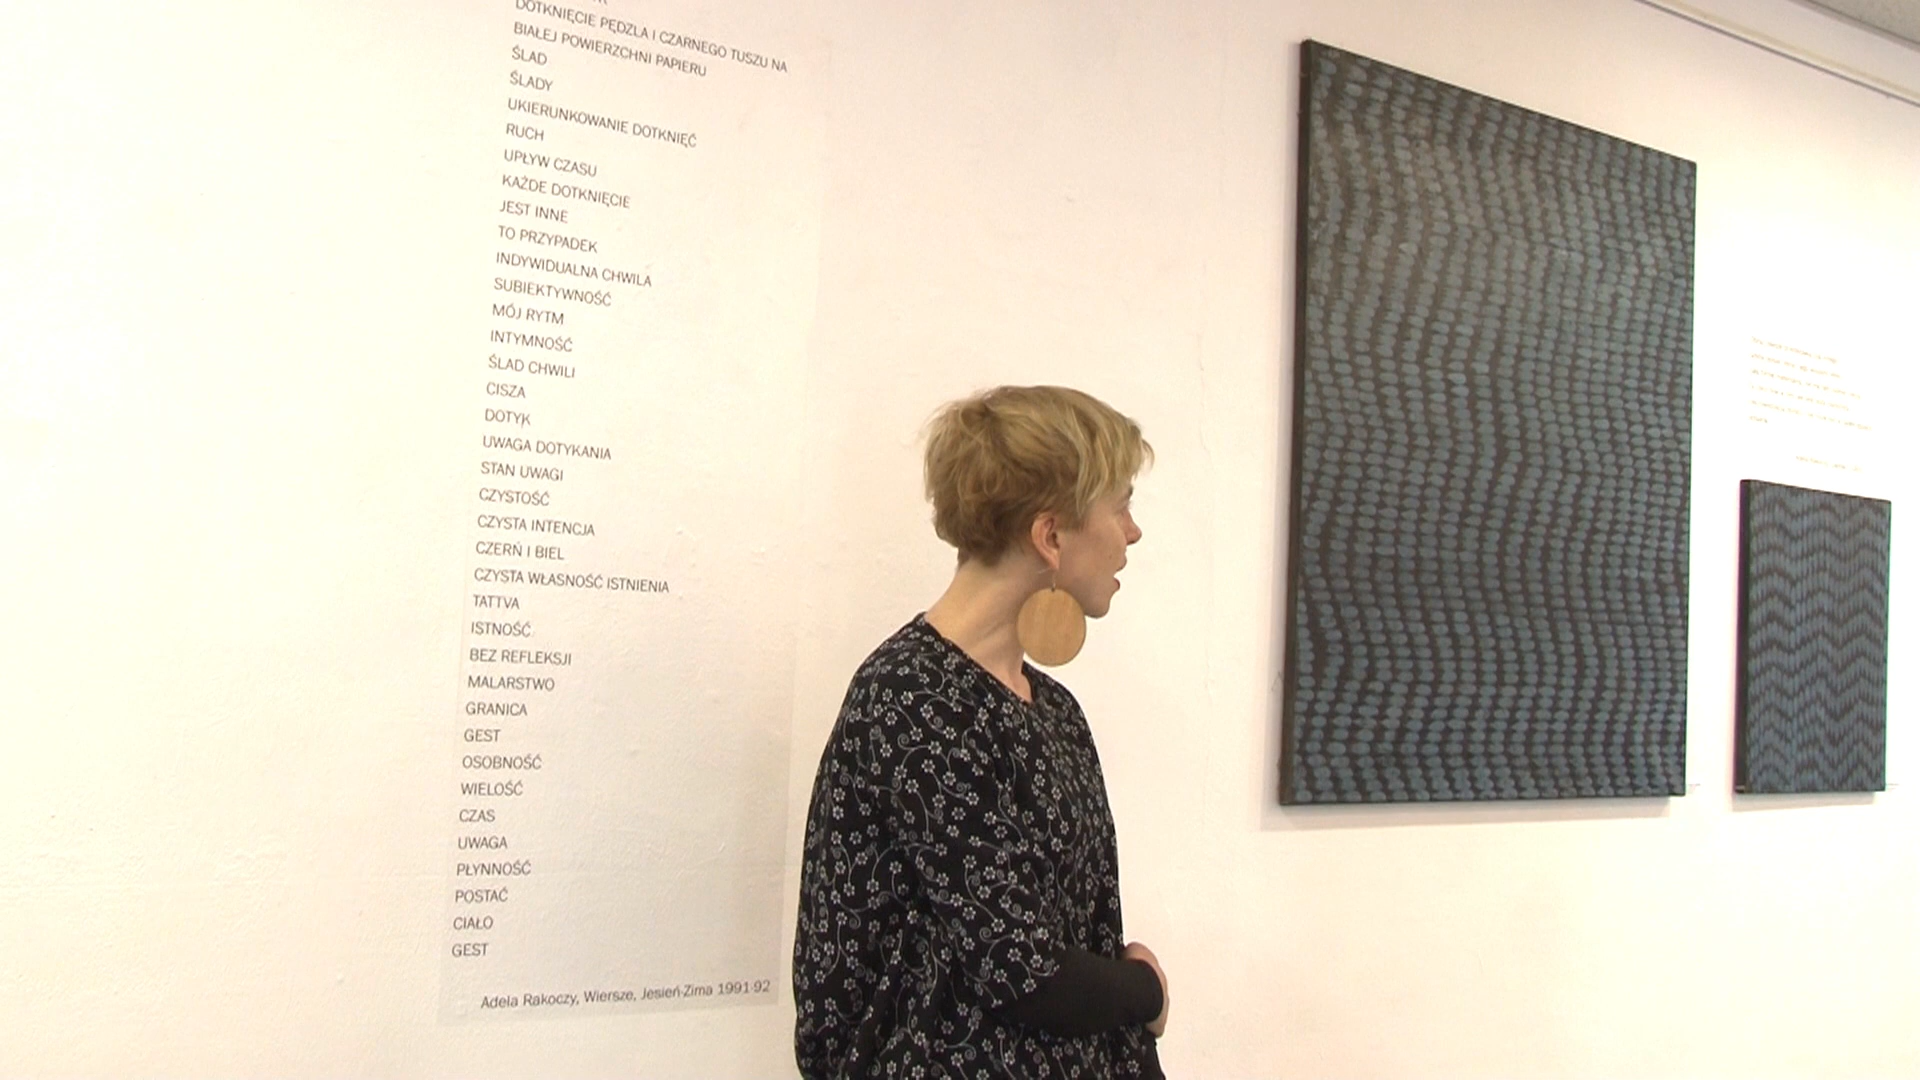 DOTKNIĘCIE PĘDZLA I CZARNEGO TUSZU NA
BIAŁEJ POWIERZCHNI PAPIERU
ŚLAD
ŚLADY
UKIERUNKOWANIE DOTKNIĘĆ
RUCH
UPŁYW CZASU
KAŻDE DOTKNIĘCIE
JEST INNE
TO PRZYPADEK
INDYWIDUALNA CHWILA
SUBIEKTYWNOŚĆ
MÓJ RYTM
INTYMNOŚĆ
ŚLAD CHWILI
CISZA
DOTYK
UWAGA DOTYKANIA
STAN UWAGI
CZYSTOŚĆ
CZYSTA INTENCJA
CZERŃ I BIEL
CZYSTA WŁASNOŚĆ ISTNIENIA
TATTVA
ISTNOŚĆ
BEZ REFLEKSJI
MALARSTWO
GRANICA
GEST
OSOBNOŚĆ
WIELOŚĆ
CZAS
UWAGA
PŁYNNOŚĆ
POSTAĆ
CIAŁO
GEST
Adela Rakoczy, Wiersze, Jesień-Zima 1991-92